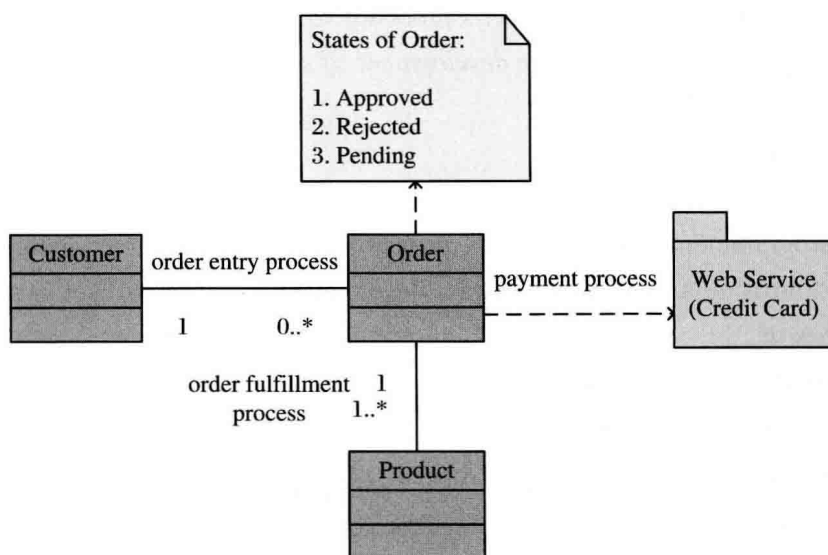 States of Order:
1. Approved
2. Rejected
3. Pending
Customer
order entry process
Order
payment process
Web Service
(Credit Card)
1
0..*
order fulfillment
process
1
1..*
Product